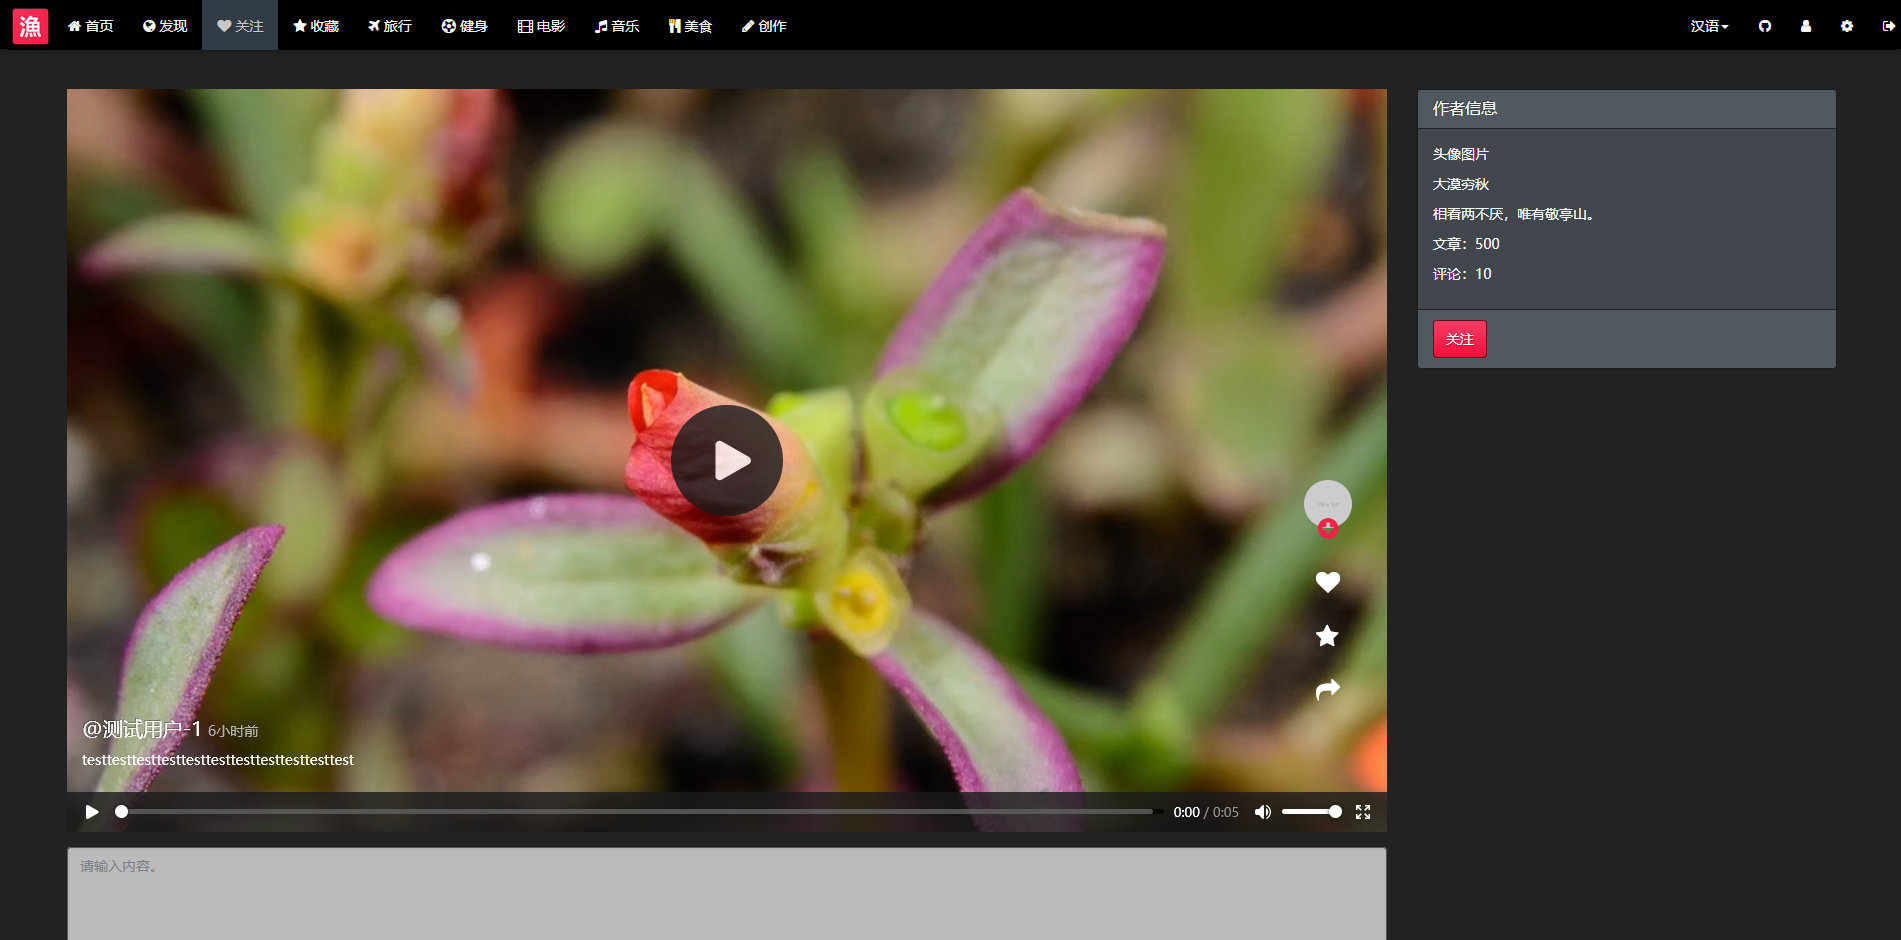 漁 首页 发现 关注 收藏 旅行 健身 电影 音乐 美食 创作 汉语
作者信息
头像图片
大漠穷秋
相看两不厌，唯有敬亭山。
文章：500
评论：10
关注
@测试用户-1 6小时前
testtesttesttesttesttesttesttesttesttesttest
0:00 / 0:05
请输入内容。